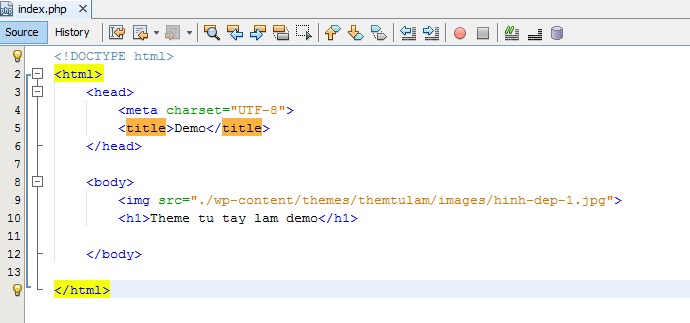 index.php
Source History
<!DOCTYPE html>
2 <html>
3 <head>
4 <meta charset="UTF-8">
5 <title>Demo</title>
6 </head>
7
8 <body>
9 <img src="./wp-content/themes/themtulam/images/hinh-dep-1.jpg">
10 <h1>Theme tu tay lam demo</h1>
11
12 </body>
13
</html>